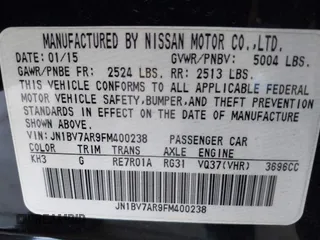 MANUFACTURED BY NISSAN MOTOR CO.,LTD.
DATE 01/15 GVWR/PNBV: 5004 LBS.
GAWR/PNBE FR: 2524 LBS. RR: 2513 LBS.
THIS VEHICLE CONFORMS TO ALL APPLICABLE FEDERAL
MOTOR VEHICLE SAFETY,BUMPER,AND THEFT PREVENTION
STANDARDS IN EFFECT ON THE DATE OF MANUFACTURE
SHOWN ABOVE.
VIN:JN1BV7AR9FM400238 PASSENGER CAR
COLOR TRIM TRANS AXLE ENGINE
KH3 G RE7R01A RG31 VQ37(VHR) 3696CC
JN1BV7AR9FM400238